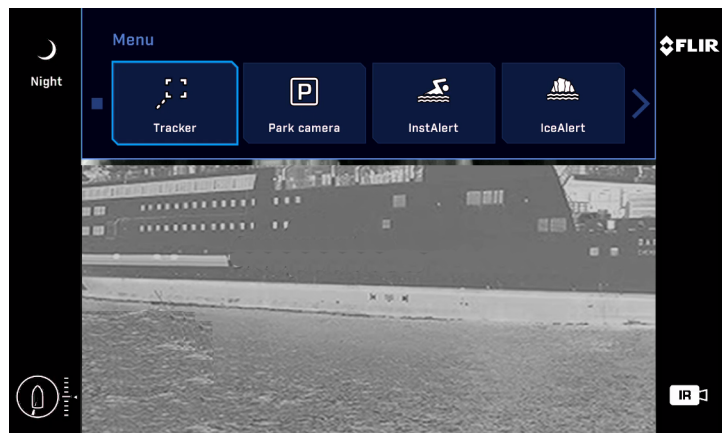 Menu
FLIR
Night
Tracker
P
Park camera
InstAlert
IceAlert
IR